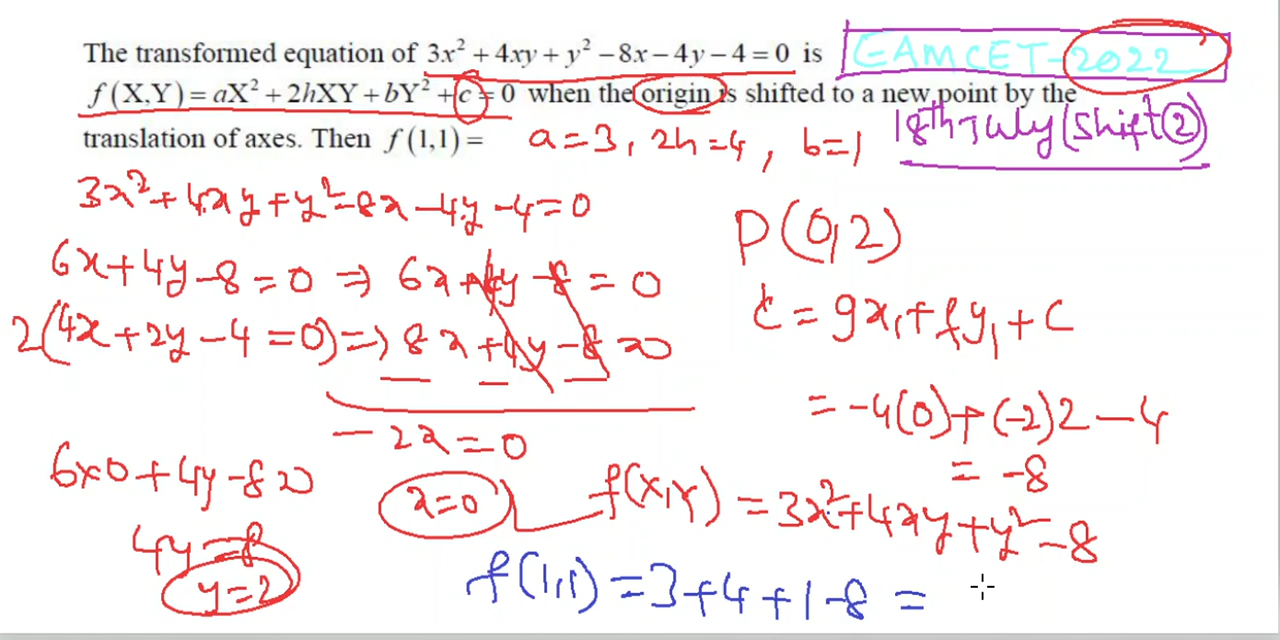 The transformed equation of 3x² + 4xy + y² − 8x − 4y − 4 = 0 is
f(X,Y) = aX² + 2hXY + bY² + c = 0 when the origin is shifted to a new point by the
translation of axes. Then f(1,1) =
EAMCET-2022
18th July (Shift 2)
a=3, 2h=4, b=1
3x²+4xy+y²-8x-4y-4=0
6x+4y-8=0 ⇒ 6x+4y-8=0
2(4x+2y-4=0) ⇒ 8x+4y-8=0
-2x=0
x=0
6x0+4y-8=0
4y=8
y=2
P(0,2)
c = gx₁+fy₁+c
= -4(0)+(-2)2-4
= -8
f(X,Y) = 3x²+4xy+y²-8
f(1,1) = 3+4+1-8 =